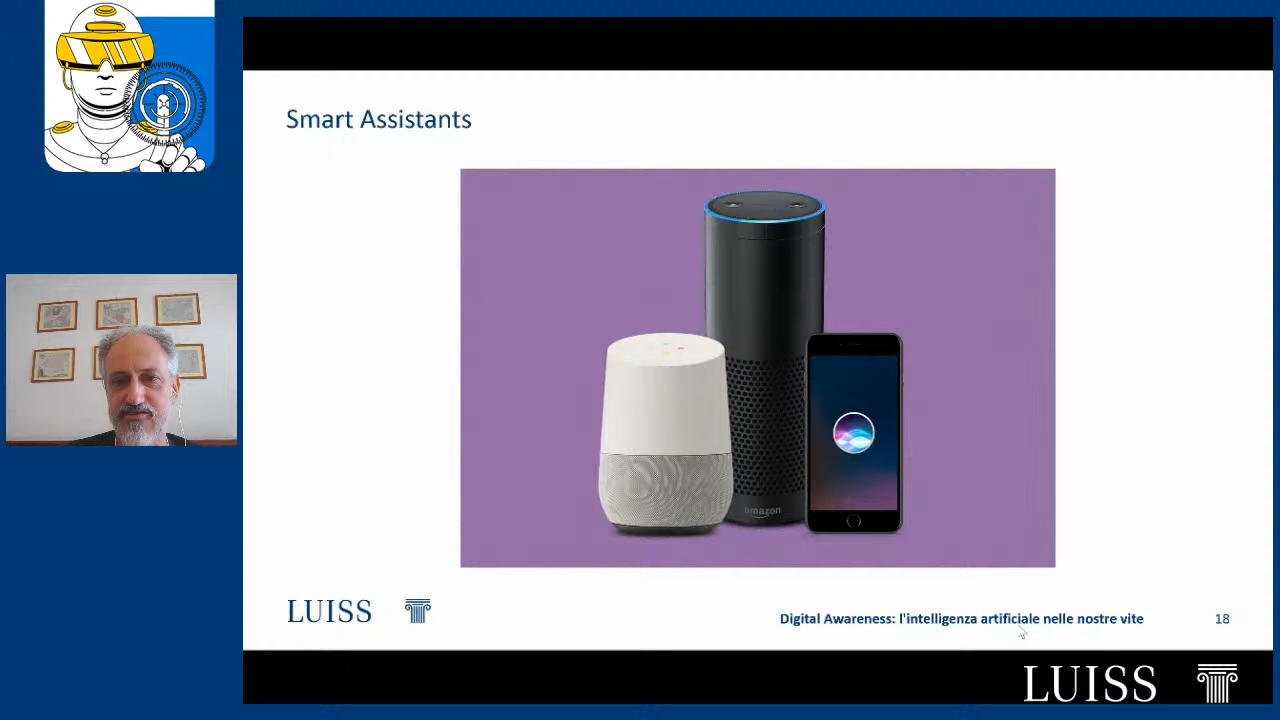 Smart Assistants
amazon
LUISS
Digital Awareness: l'intelligenza artificiale nelle nostre vite
18
LUISS